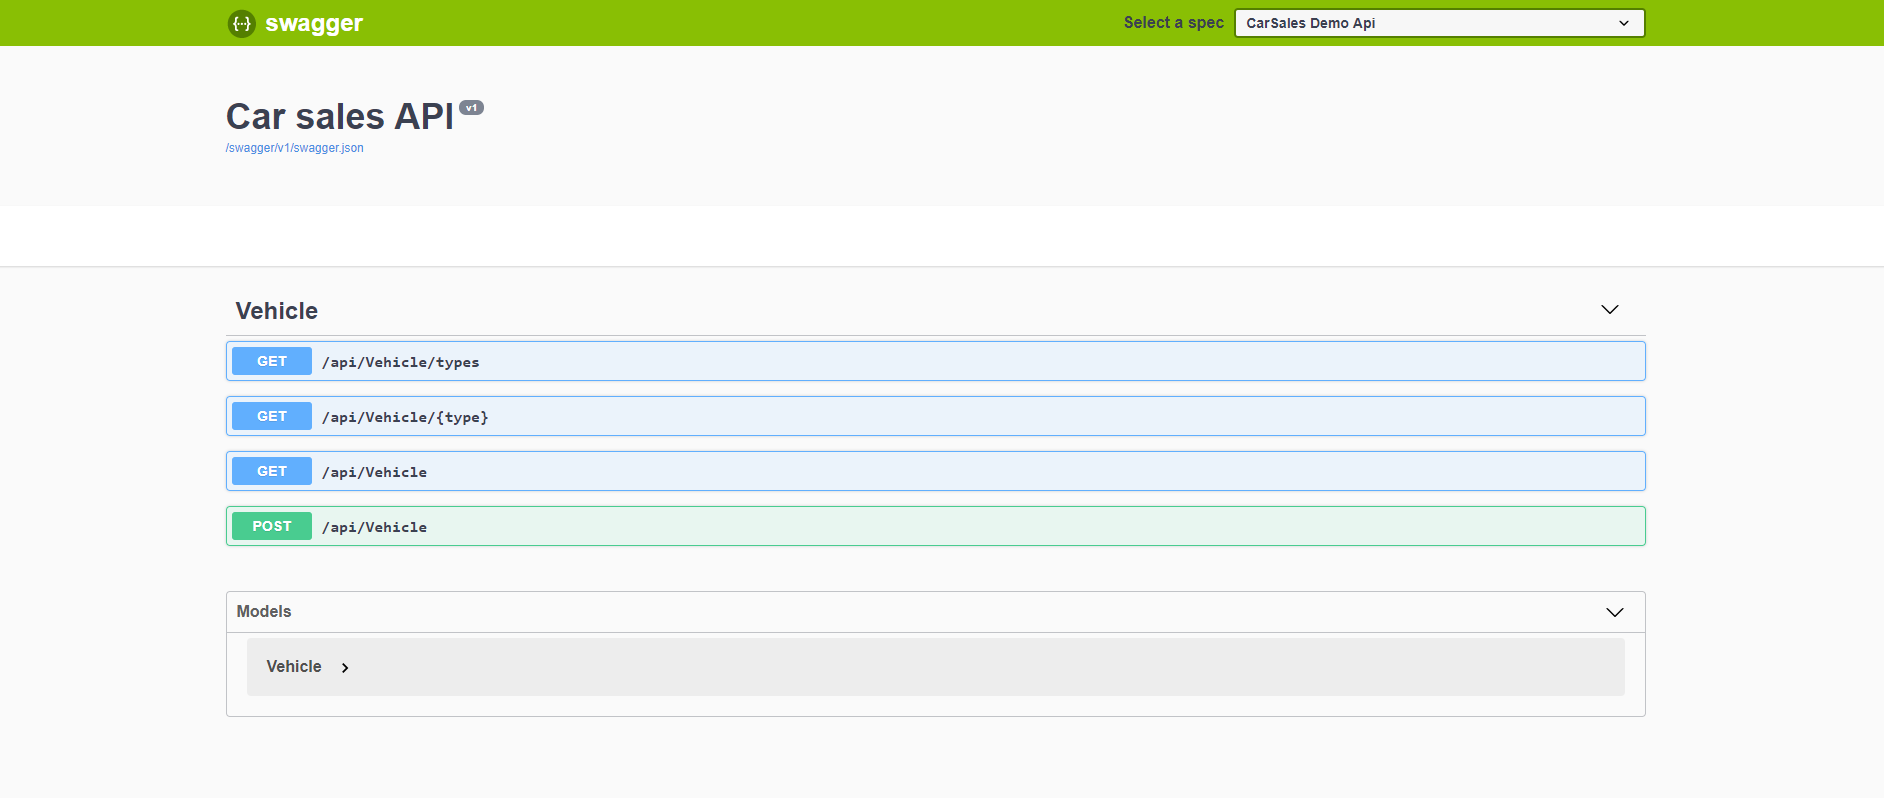 swagger
Select a spec CarSales Demo Api
Car sales API v1
/swagger/v1/swagger.json
Vehicle
GET /api/Vehicle/types
GET /api/Vehicle/{type}
GET /api/Vehicle
POST /api/Vehicle
Models
Vehicle